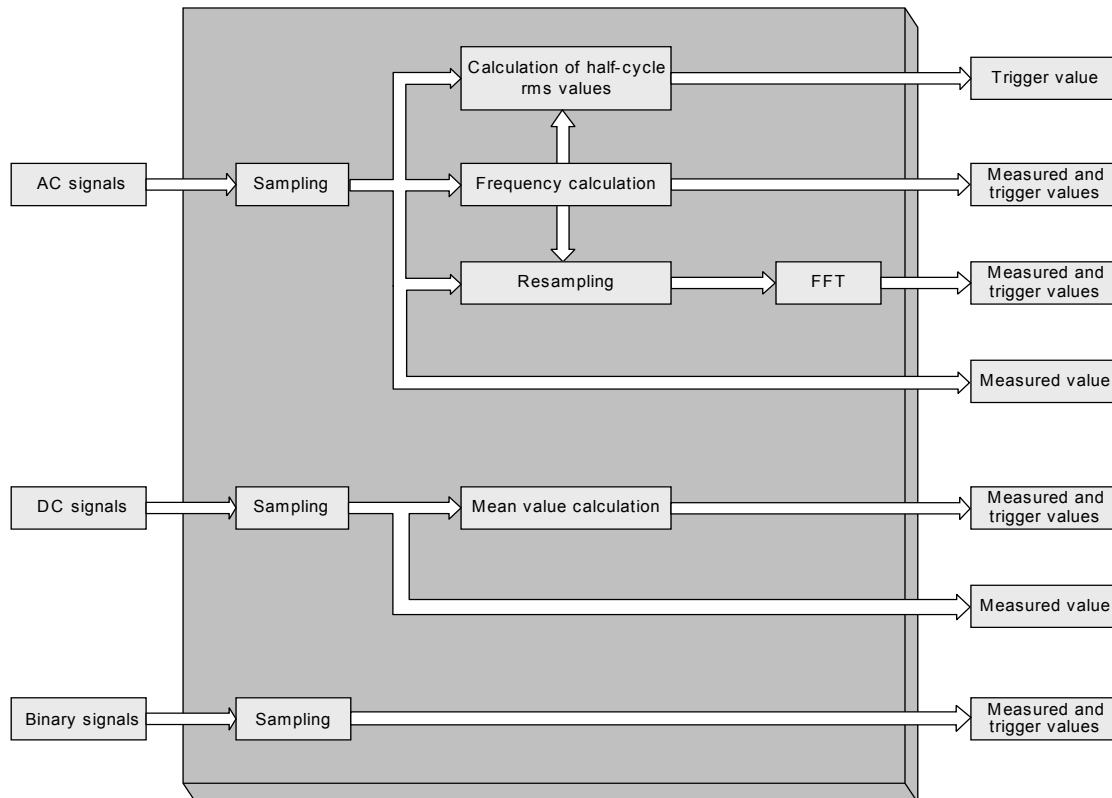 Calculation of half-cycle
rms values
Trigger value
AC signals
Sampling
Frequency calculation
Measured and
trigger values
Resampling
FFT
Measured and
trigger values
Measured value
DC signals
Sampling
Mean value calculation
Measured and
trigger values
Measured value
Binary signals
Sampling
Measured and
trigger values